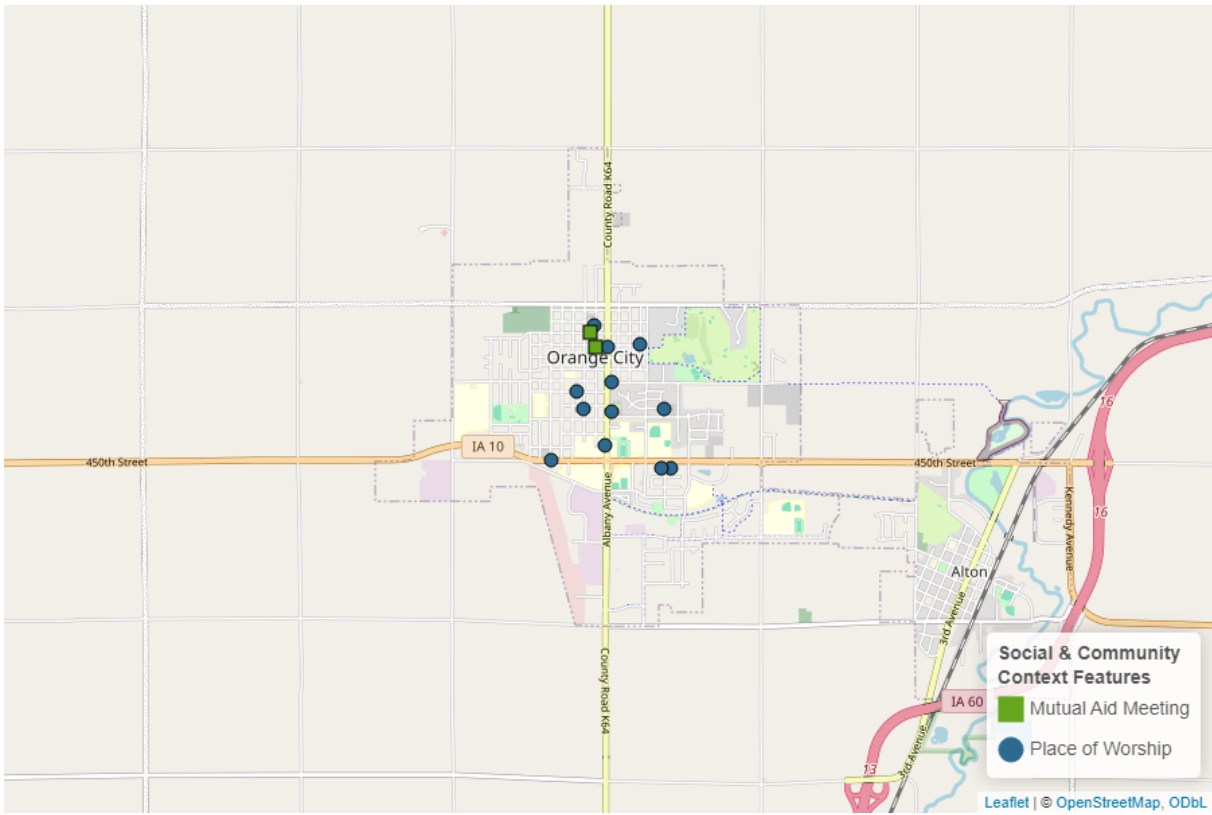 County Road K64
Orange City
IA 10
450th Street
450th Street
16
16
Albany Avenue
Kennedy Avenue
Alton
3rd Avenue
County Road K64
IA 60
3rd Avenue
13
Social & Community
Context Features
Mutual Aid Meeting
Place of Worship
Leaflet | © OpenStreetMap, ODbL